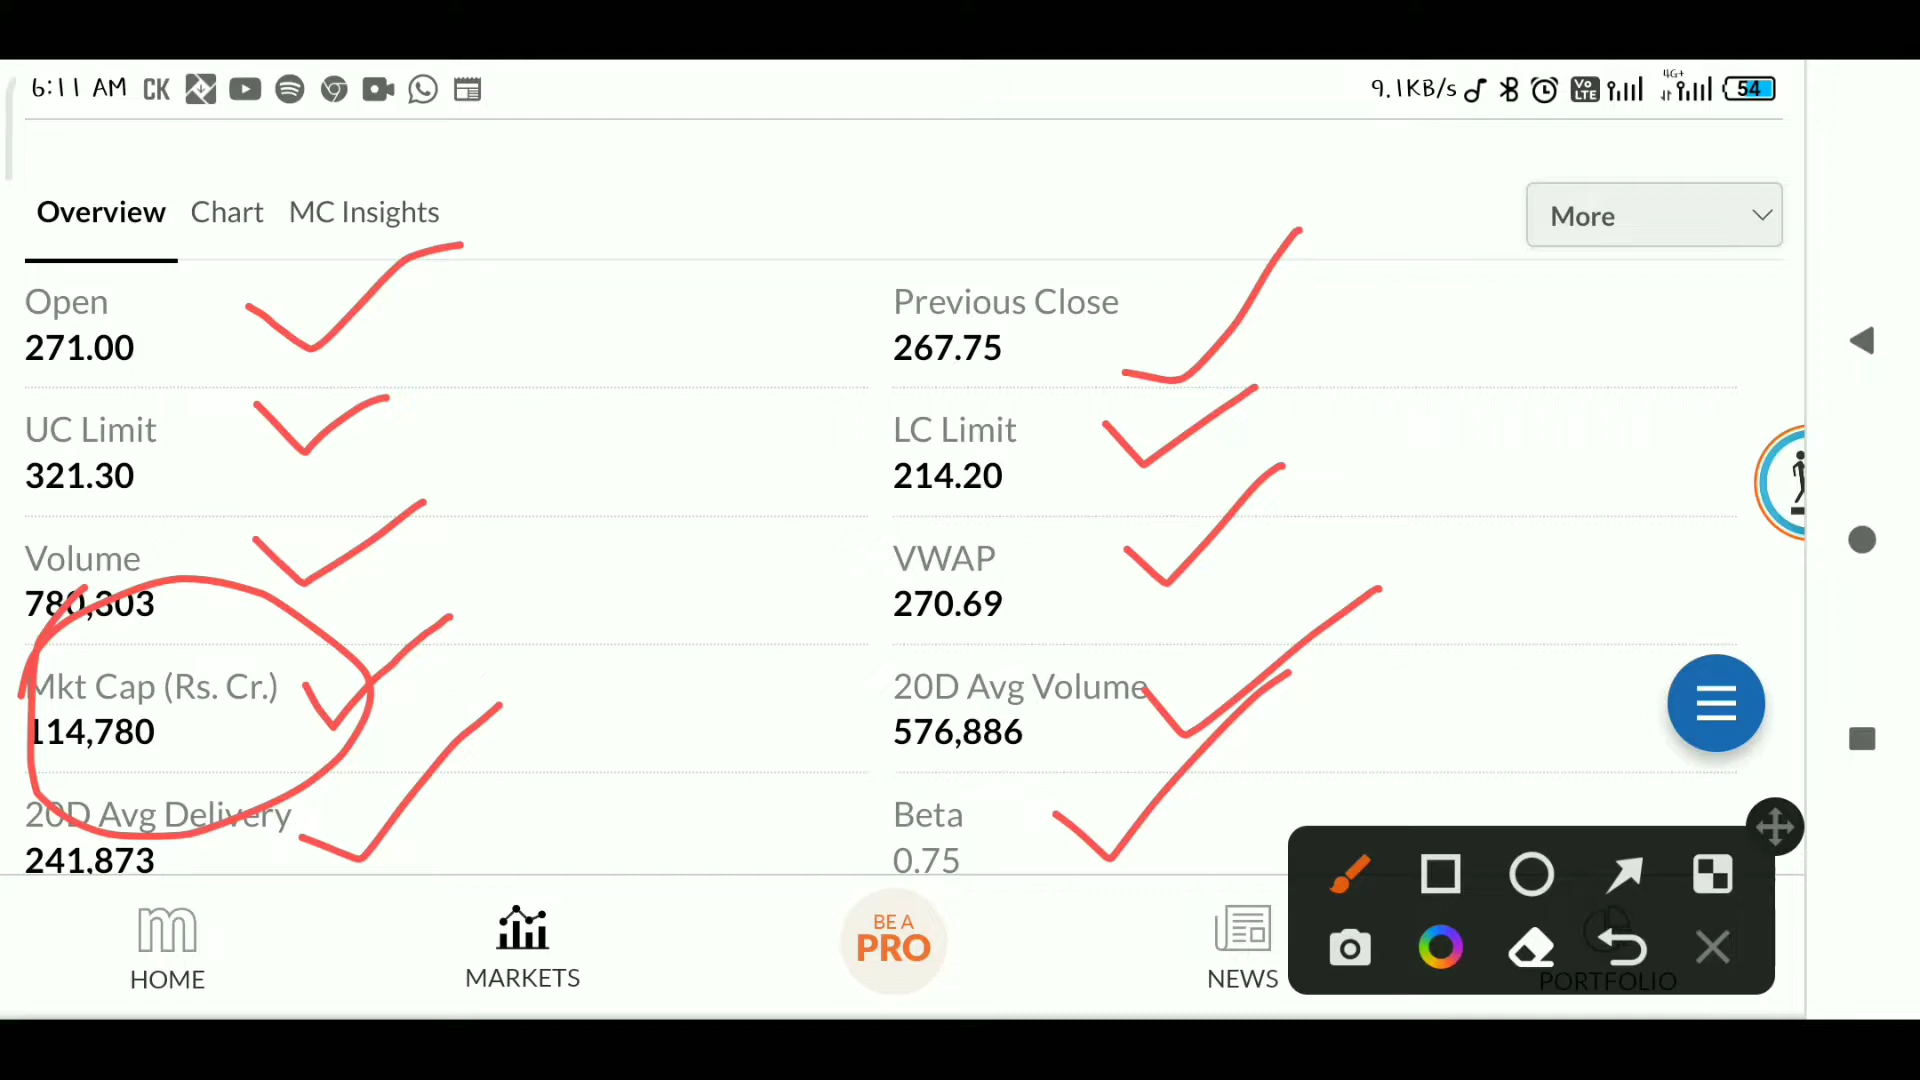 6:11 AM CK 9.1KB/s Vo LTE 4G+ 54
Overview Chart MC Insights More
Open Previous Close
271.00 267.75
UC Limit LC Limit
321.30 214.20
Volume VWAP
780,303 270.69
Mkt Cap (Rs. Cr.) 20D Avg Volume
114,780 576,886
20D Avg Delivery Beta
241,873 0.75
BE A
PRO
HOME MARKETS NEWS PORTFOLIO